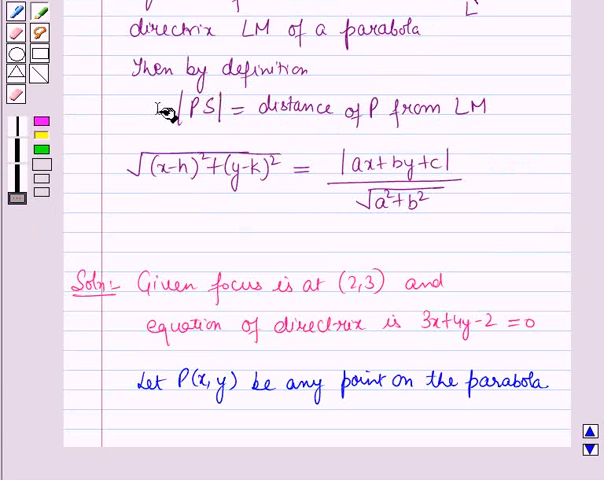 directrix LM of a parabola
Then by definition
|PS| = distance of P from LM
√(x-h)²+(y-k)² = |ax+by+c| / √a²+b²
Soln:- Given focus is at (2,3) and
equation of directrix is 3x+4y-2=0
Let P(x,y) be any point on the parabola.